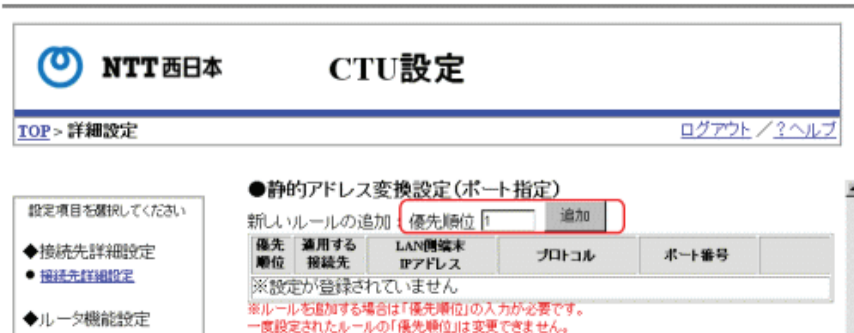 NTT西日本
CTU設定
TOP > 詳細設定
ログアウト / ?ヘルプ
設定項目を選択してください
◆接続先詳細設定
● 接続先詳細設定
◆ルータ機能設定
●静的アドレス変換設定(ポート指定)
新しいルールの追加 : 優先順位 1 追加
優先順位 適用する接続先 LAN側端末IPアドレス プロトコル ポート番号
※設定が登録されていません
※ルールを追加する場合は「優先順位」の入力が必要です。
一度設定されたルールの「優先順位」は変更できません。